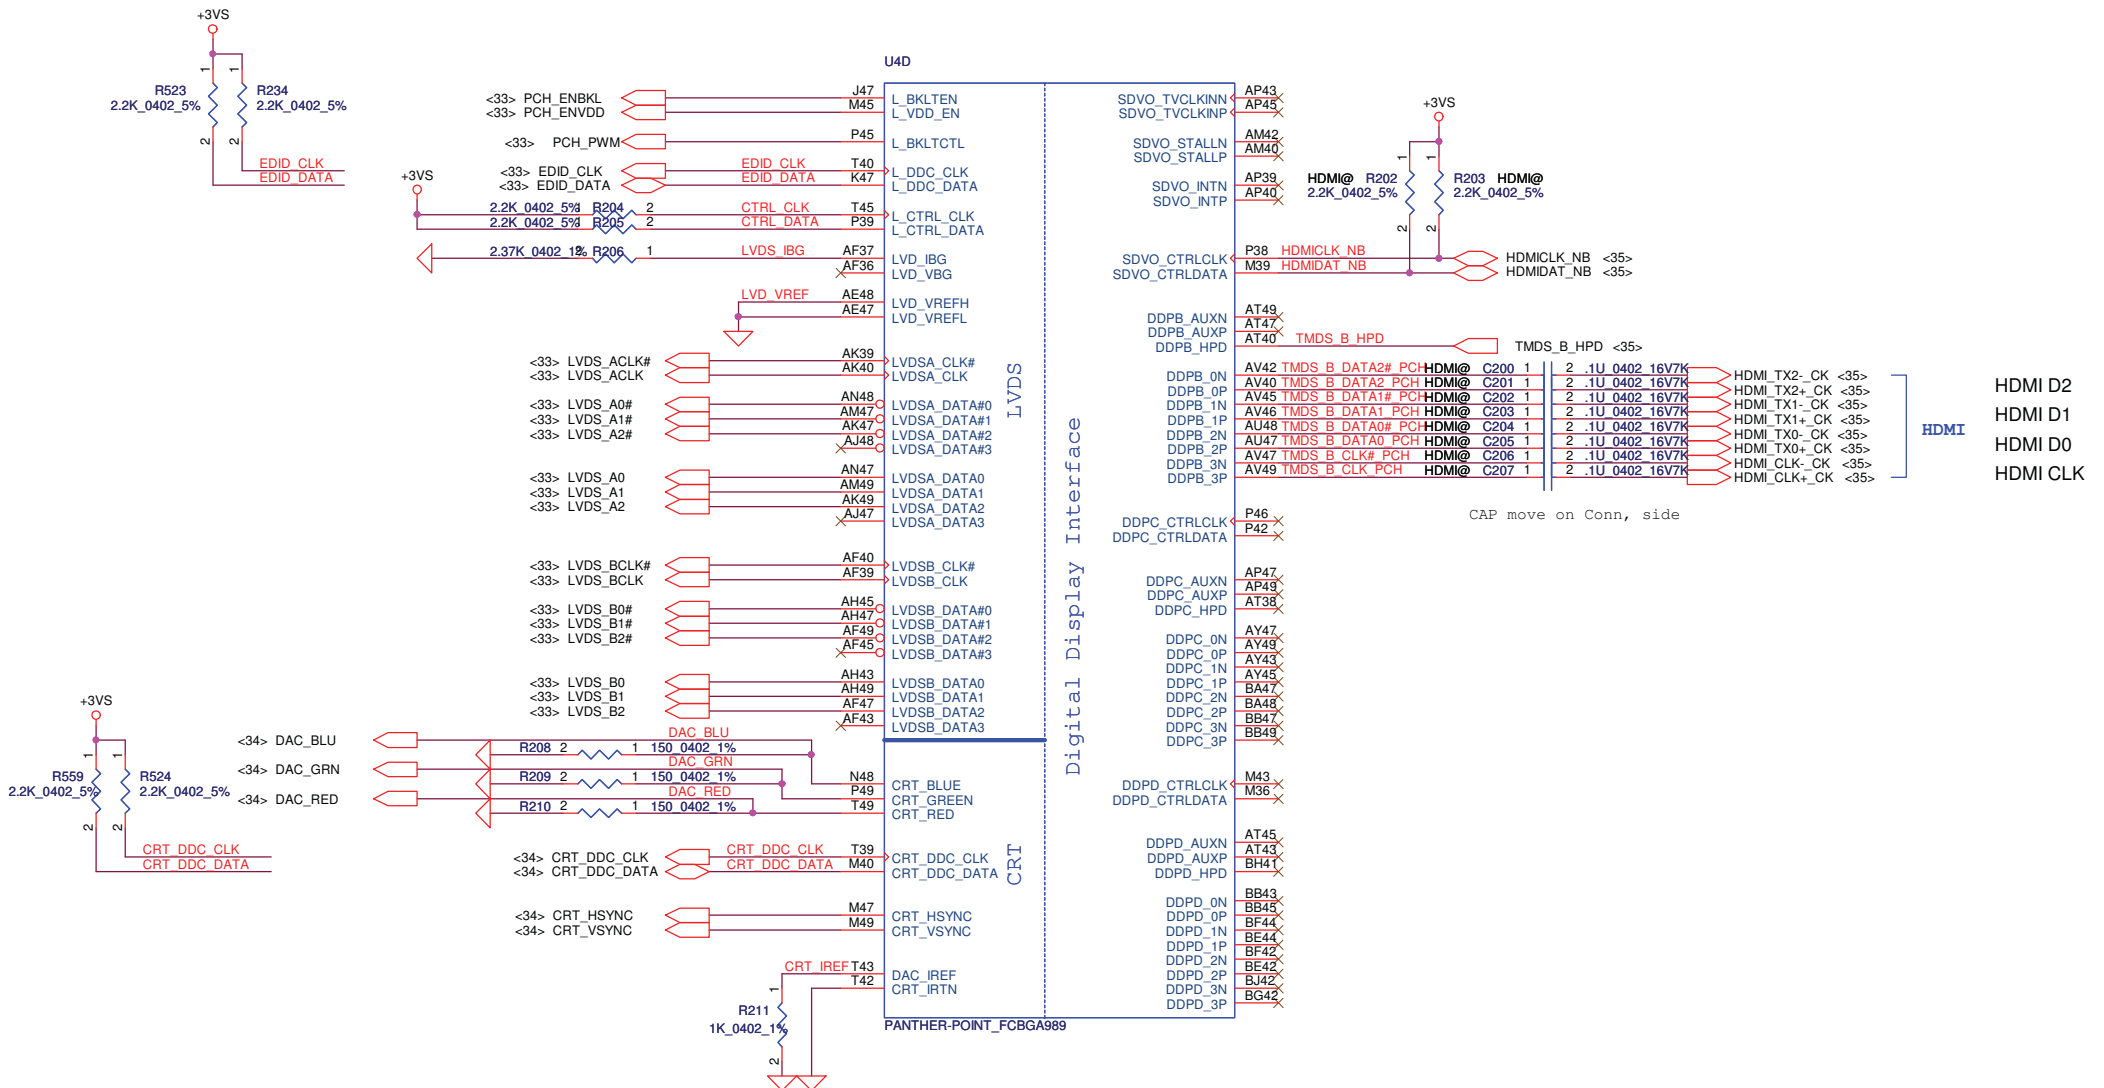 +3VS
R523
2.2K_0402_5%
R234
2.2K_0402_5%
1
1
2
2
EDID_CLK
EDID_DATA
U4D
<33> PCH_ENBKL
<33> PCH_ENVDD
<33> PCH_PWM
<33> EDID_CLK
<33> EDID_DATA
EDID_CLK
EDID_DATA
+3VS
2.2K_0402_5% 1 R204 2 CTRL_CLK
2.2K_0402_5% 1 R205 2 CTRL_DATA
2.37K_0402_1% 2 R206 1 LVDS_IBG
LVD_VREF
J47 L_BKLTEN
M45 L_VDD_EN
P45 L_BKLTCTL
T40 L_DDC_CLK
K47 L_DDC_DATA
T45 L_CTRL_CLK
P39 L_CTRL_DATA
AF37 LVD_IBG
AF36 LVD_VBG
AE48 LVD_VREFH
AE47 LVD_VREFL
<33> LVDS_ACLK# AK39 LVDSA_CLK#
<33> LVDS_ACLK AK40 LVDSA_CLK
<33> LVDS_A0# AN48 LVDSA_DATA#0
<33> LVDS_A1# AM47 LVDSA_DATA#1
<33> LVDS_A2# AK47 LVDSA_DATA#2
AJ48 LVDSA_DATA#3
<33> LVDS_A0 AN47 LVDSA_DATA0
<33> LVDS_A1 AM49 LVDSA_DATA1
<33> LVDS_A2 AK49 LVDSA_DATA2
AJ47 LVDSA_DATA3
<33> LVDS_BCLK# AF40 LVDSB_CLK#
<33> LVDS_BCLK AF39 LVDSB_CLK
<33> LVDS_B0# AH45 LVDSB_DATA#0
<33> LVDS_B1# AH47 LVDSB_DATA#1
<33> LVDS_B2# AF49 LVDSB_DATA#2
AF45 LVDSB_DATA#3
<33> LVDS_B0 AH43 LVDSB_DATA0
<33> LVDS_B1 AH49 LVDSB_DATA1
<33> LVDS_B2 AF47 LVDSB_DATA2
AF43 LVDSB_DATA3
LVDS
+3VS
R559
2.2K_0402_5%
R524
2.2K_0402_5%
1
1
2
2
CRT_DDC_CLK
CRT_DDC_DATA
<34> DAC_BLU DAC_BLU
R208 2 1 150_0402_1%
<34> DAC_GRN DAC_GRN
R209 2 1 150_0402_1%
<34> DAC_RED DAC_RED
R210 2 1 150_0402_1%
N48 CRT_BLUE
P49 CRT_GREEN
T49 CRT_RED
<34> CRT_DDC_CLK CRT_DDC_CLK T39 CRT_DDC_CLK
<34> CRT_DDC_DATA CRT_DDC_DATA M40 CRT_DDC_DATA
<34> CRT_HSYNC M47 CRT_HSYNC
<34> CRT_VSYNC M49 CRT_VSYNC
CRT_IREF T43 DAC_IREF
T42 CRT_IRTN
CRT
1
R211
1K_0402_1%
2
PANTHER-POINT_FCBGA989
Digital Display Interface
SDVO_TVCLKINN AP43
SDVO_TVCLKINP AP45
SDVO_STALLN AM42
SDVO_STALLP AM40
SDVO_INTN AP39
SDVO_INTP AP40
SDVO_CTRLCLK P38 HDMICLK_NB
SDVO_CTRLDATA M39 HDMIDAT_NB
+3VS
1
1
HDMI@ R202
2.2K_0402_5%
R203 HDMI@
2.2K_0402_5%
2
2
HDMICLK_NB <35>
HDMIDAT_NB <35>
DDPB_AUXN AT49
DDPB_AUXP AT47
DDPB_HPD AT40 TMDS_B_HPD TMDS_B_HPD <35>
DDPB_0N AV42 TMDS_B_DATA2#_PCH HDMI@ C200 1 2 .1U_0402_16V7K HDMI_TX2-_CK <35>
DDPB_0P AV40 TMDS_B_DATA2_PCH HDMI@ C201 1 2 .1U_0402_16V7K HDMI_TX2+_CK <35>
DDPB_1N AV45 TMDS_B_DATA1#_PCH HDMI@ C202 1 2 .1U_0402_16V7K HDMI_TX1-_CK <35>
DDPB_1P AV46 TMDS_B_DATA1_PCH HDMI@ C203 1 2 .1U_0402_16V7K HDMI_TX1+_CK <35>
DDPB_2N AU48 TMDS_B_DATA0#_PCH HDMI@ C204 1 2 .1U_0402_16V7K HDMI_TX0-_CK <35>
DDPB_2P AU47 TMDS_B_DATA0_PCH HDMI@ C205 1 2 .1U_0402_16V7K HDMI_TX0+_CK <35>
DDPB_3N AV47 TMDS_B_CLK#_PCH HDMI@ C206 1 2 .1U_0402_16V7K HDMI_CLK-_CK <35>
DDPB_3P AV49 TMDS_B_CLK_PCH HDMI@ C207 1 2 .1U_0402_16V7K HDMI_CLK+_CK <35>
HDMI
HDMI D2
HDMI D1
HDMI D0
HDMI CLK
CAP move on Conn, side
DDPC_CTRLCLK P46
DDPC_CTRLDATA P42
DDPC_AUXN AP47
DDPC_AUXP AP49
DDPC_HPD AT38
DDPC_0N AY47
DDPC_0P AY49
DDPC_1N AY43
DDPC_1P AY45
DDPC_2N BA47
DDPC_2P BA48
DDPC_3N BB47
DDPC_3P BB49
DDPD_CTRLCLK M43
DDPD_CTRLDATA M36
DDPD_AUXN AT45
DDPD_AUXP AT43
DDPD_HPD BH41
DDPD_0N BB43
DDPD_0P BB45
DDPD_1N BF44
DDPD_1P BE44
DDPD_2N BF42
DDPD_2P BE42
DDPD_3N BJ42
DDPD_3P BG42